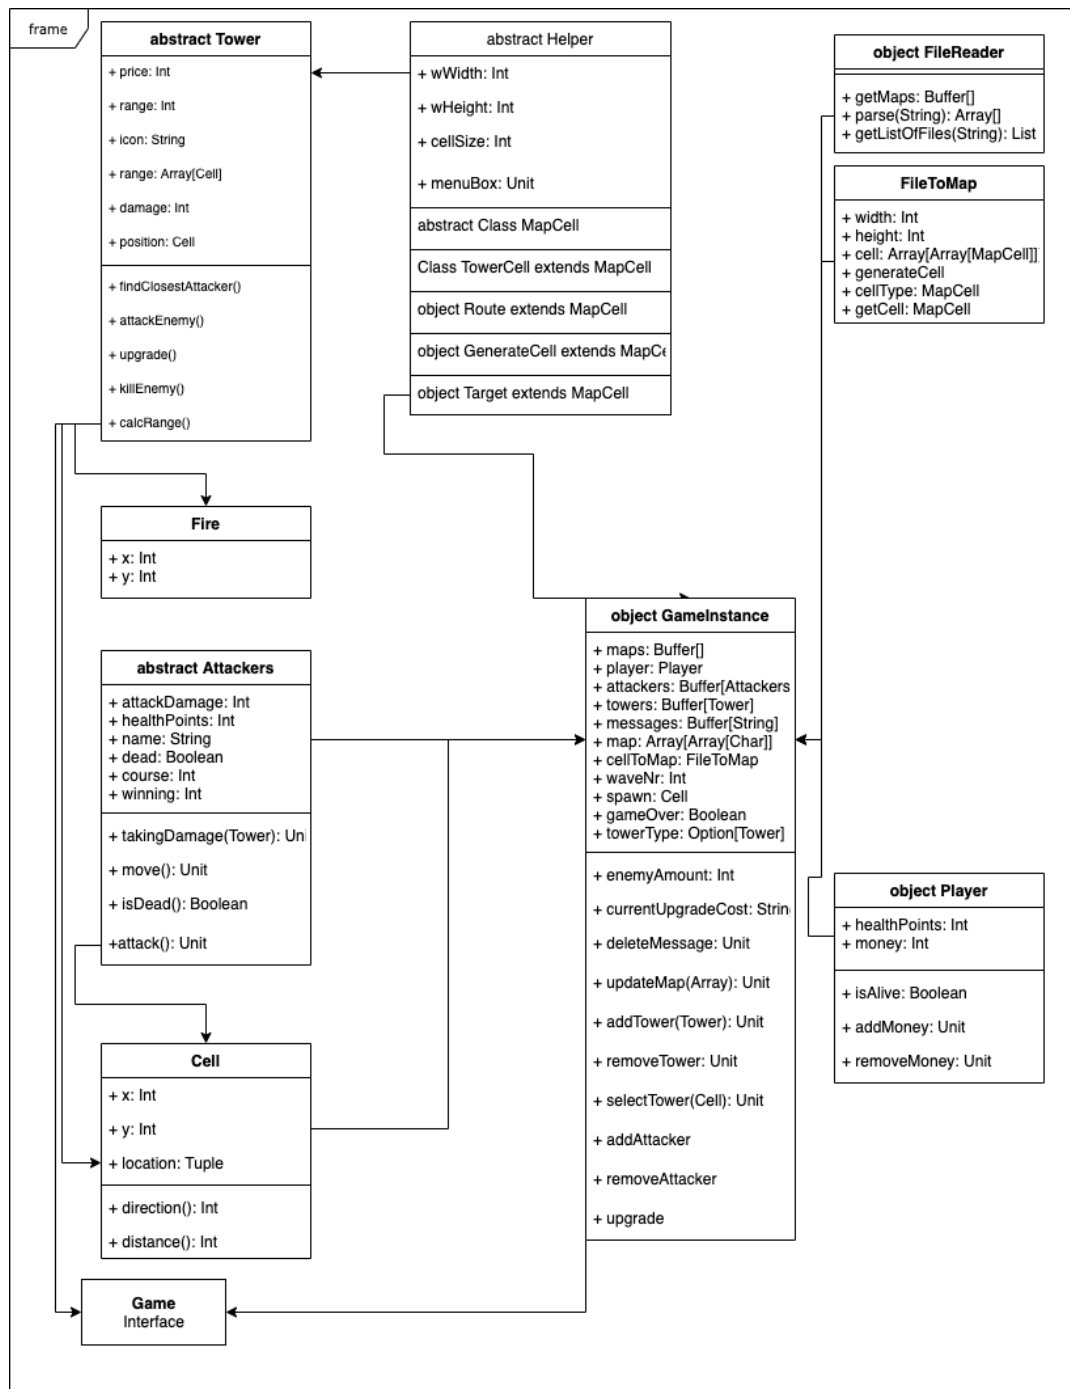 frame
abstract Tower
+ price: Int
+ range: Int
+ icon: String
+ range: Array[Cell]
+ damage: Int
+ position: Cell
+ findClosestAttacker()
+ attackEnemy()
+ upgrade()
+ killEnemy()
+ calcRange()
abstract Helper
+ wWidth: Int
+ wHeight: Int
+ cellSize: Int
+ menuBox: Unit
abstract Class MapCell
Class TowerCell extends MapCell
object Route extends MapCell
object GenerateCell extends MapCe
object Target extends MapCell
object FileReader
+ getMaps: Buffer[]
+ parse(String): Array[]
+ getListOfFiles(String): List
FileToMap
+ width: Int
+ height: Int
+ cell: Array[Array[MapCell]]
+ generateCell
+ cellType: MapCell
+ getCell: MapCell
Fire
+ x: Int
+ y: Int
abstract Attackers
+ attackDamage: Int
+ healthPoints: Int
+ name: String
+ dead: Boolean
+ course: Int
+ winning: Int
+ takingDamage(Tower): Uni
+ move(): Unit
+ isDead(): Boolean
+attack(): Unit
object GameInstance
+ maps: Buffer[]
+ player: Player
+ attackers: Buffer[Attackers
+ towers: Buffer[Tower]
+ messages: Buffer[String]
+ map: Array[Array[Char]]
+ cellToMap: FileToMap
+ waveNr: Int
+ spawn: Cell
+ gameOver: Boolean
+ towerType: Option[Tower]
+ enemyAmount: Int
+ currentUpgradeCost: Strin
+ deleteMessage: Unit
+ updateMap(Array): Unit
+ addTower(Tower): Unit
+ removeTower: Unit
+ selectTower(Cell): Unit
+ addAttacker
+ removeAttacker
+ upgrade
object Player
+ healthPoints: Int
+ money: Int
+ isAlive: Boolean
+ addMoney: Unit
+ removeMoney: Unit
Cell
+ x: Int
+ y: Int
+ location: Tuple
+ direction(): Int
+ distance(): Int
Game
Interface